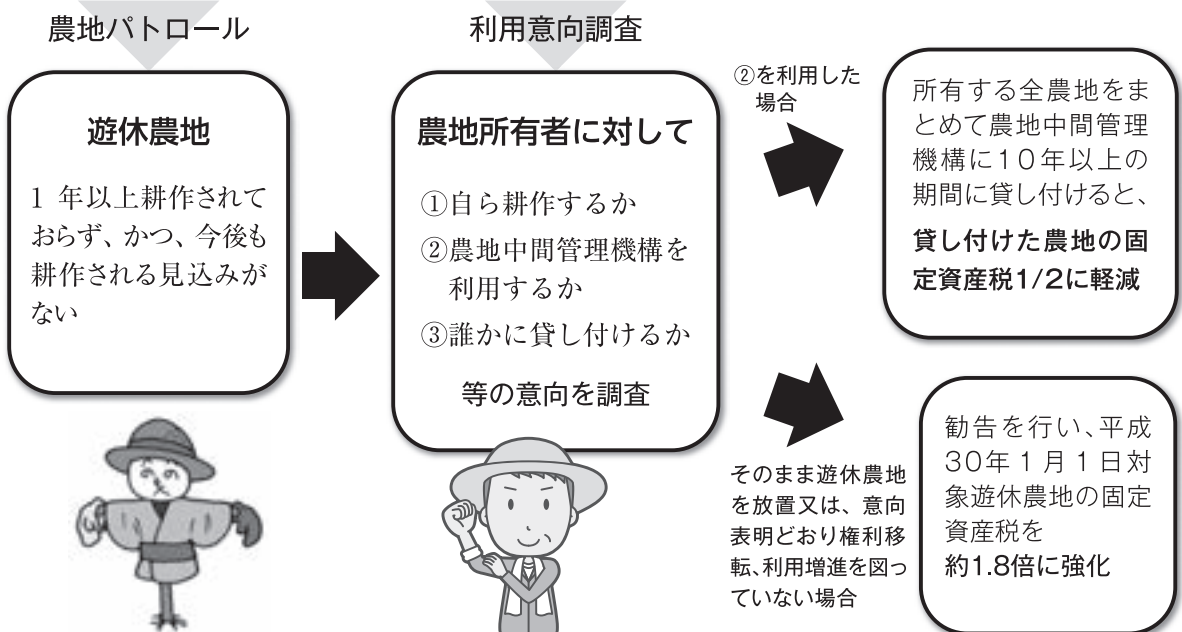 農地パトロール
遊休農地
1 年以上耕作されて
おらず、かつ、今後も
耕作される見込みが
ない
利用意向調査
農地所有者に対して
①自ら耕作するか
②農地中間管理機構を
利用するか
③誰かに貸し付けるか
等の意向を調査
②を利用した
場合
所有する全農地をま
とめて農地中間管理
機構に10年以上の
期間に貸し付けると、
貸し付けた農地の固
定資産税1/2に軽減
そのまま遊休農地
を放置又は、意向
表明どおり権利移
転、利用増進を図っ
ていない場合
勧告を行い、平成
30年1月1日対
象遊休農地の固定
資産税を
約1.8倍に強化